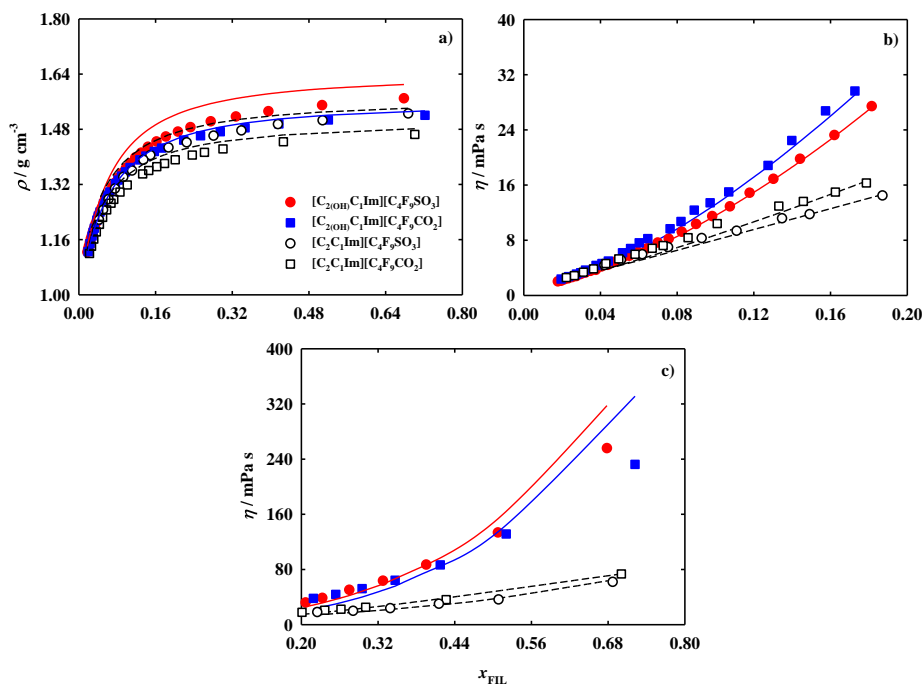 a)
ρ / g cm⁻³
1.80
1.64
1.48
1.32
1.16
1.00
0.00 0.16 0.32 0.48 0.64 0.80
[C₂(OH)C₁Im][C₄F₉SO₃]
[C₂(OH)C₁Im][C₄F₉CO₂]
[C₂C₁Im][C₄F₉SO₃]
[C₂C₁Im][C₄F₉CO₂]
b)
η / mPa s
40
32
24
16
8
0
0.00 0.04 0.08 0.12 0.16 0.20
c)
η / mPa s
400
320
240
160
80
0
0.20 0.32 0.44 0.56 0.68 0.80
x_FIL